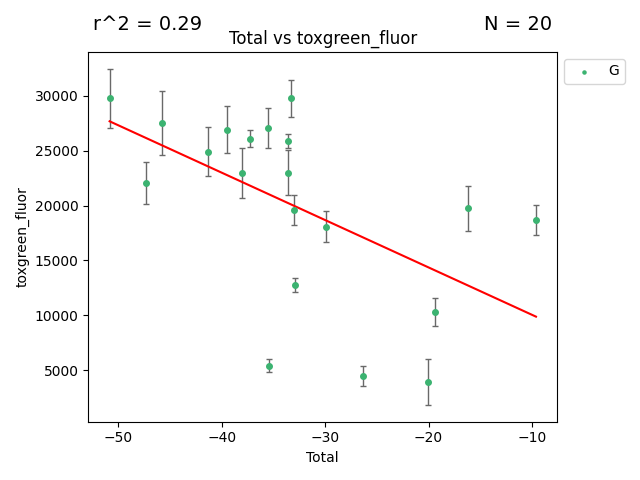 r^2 = 0.29
N = 20
Total vs toxgreen_fluor
G
30000
25000
20000
15000
10000
5000
toxgreen_fluor
−50
−40
−30
−20
−10
Total